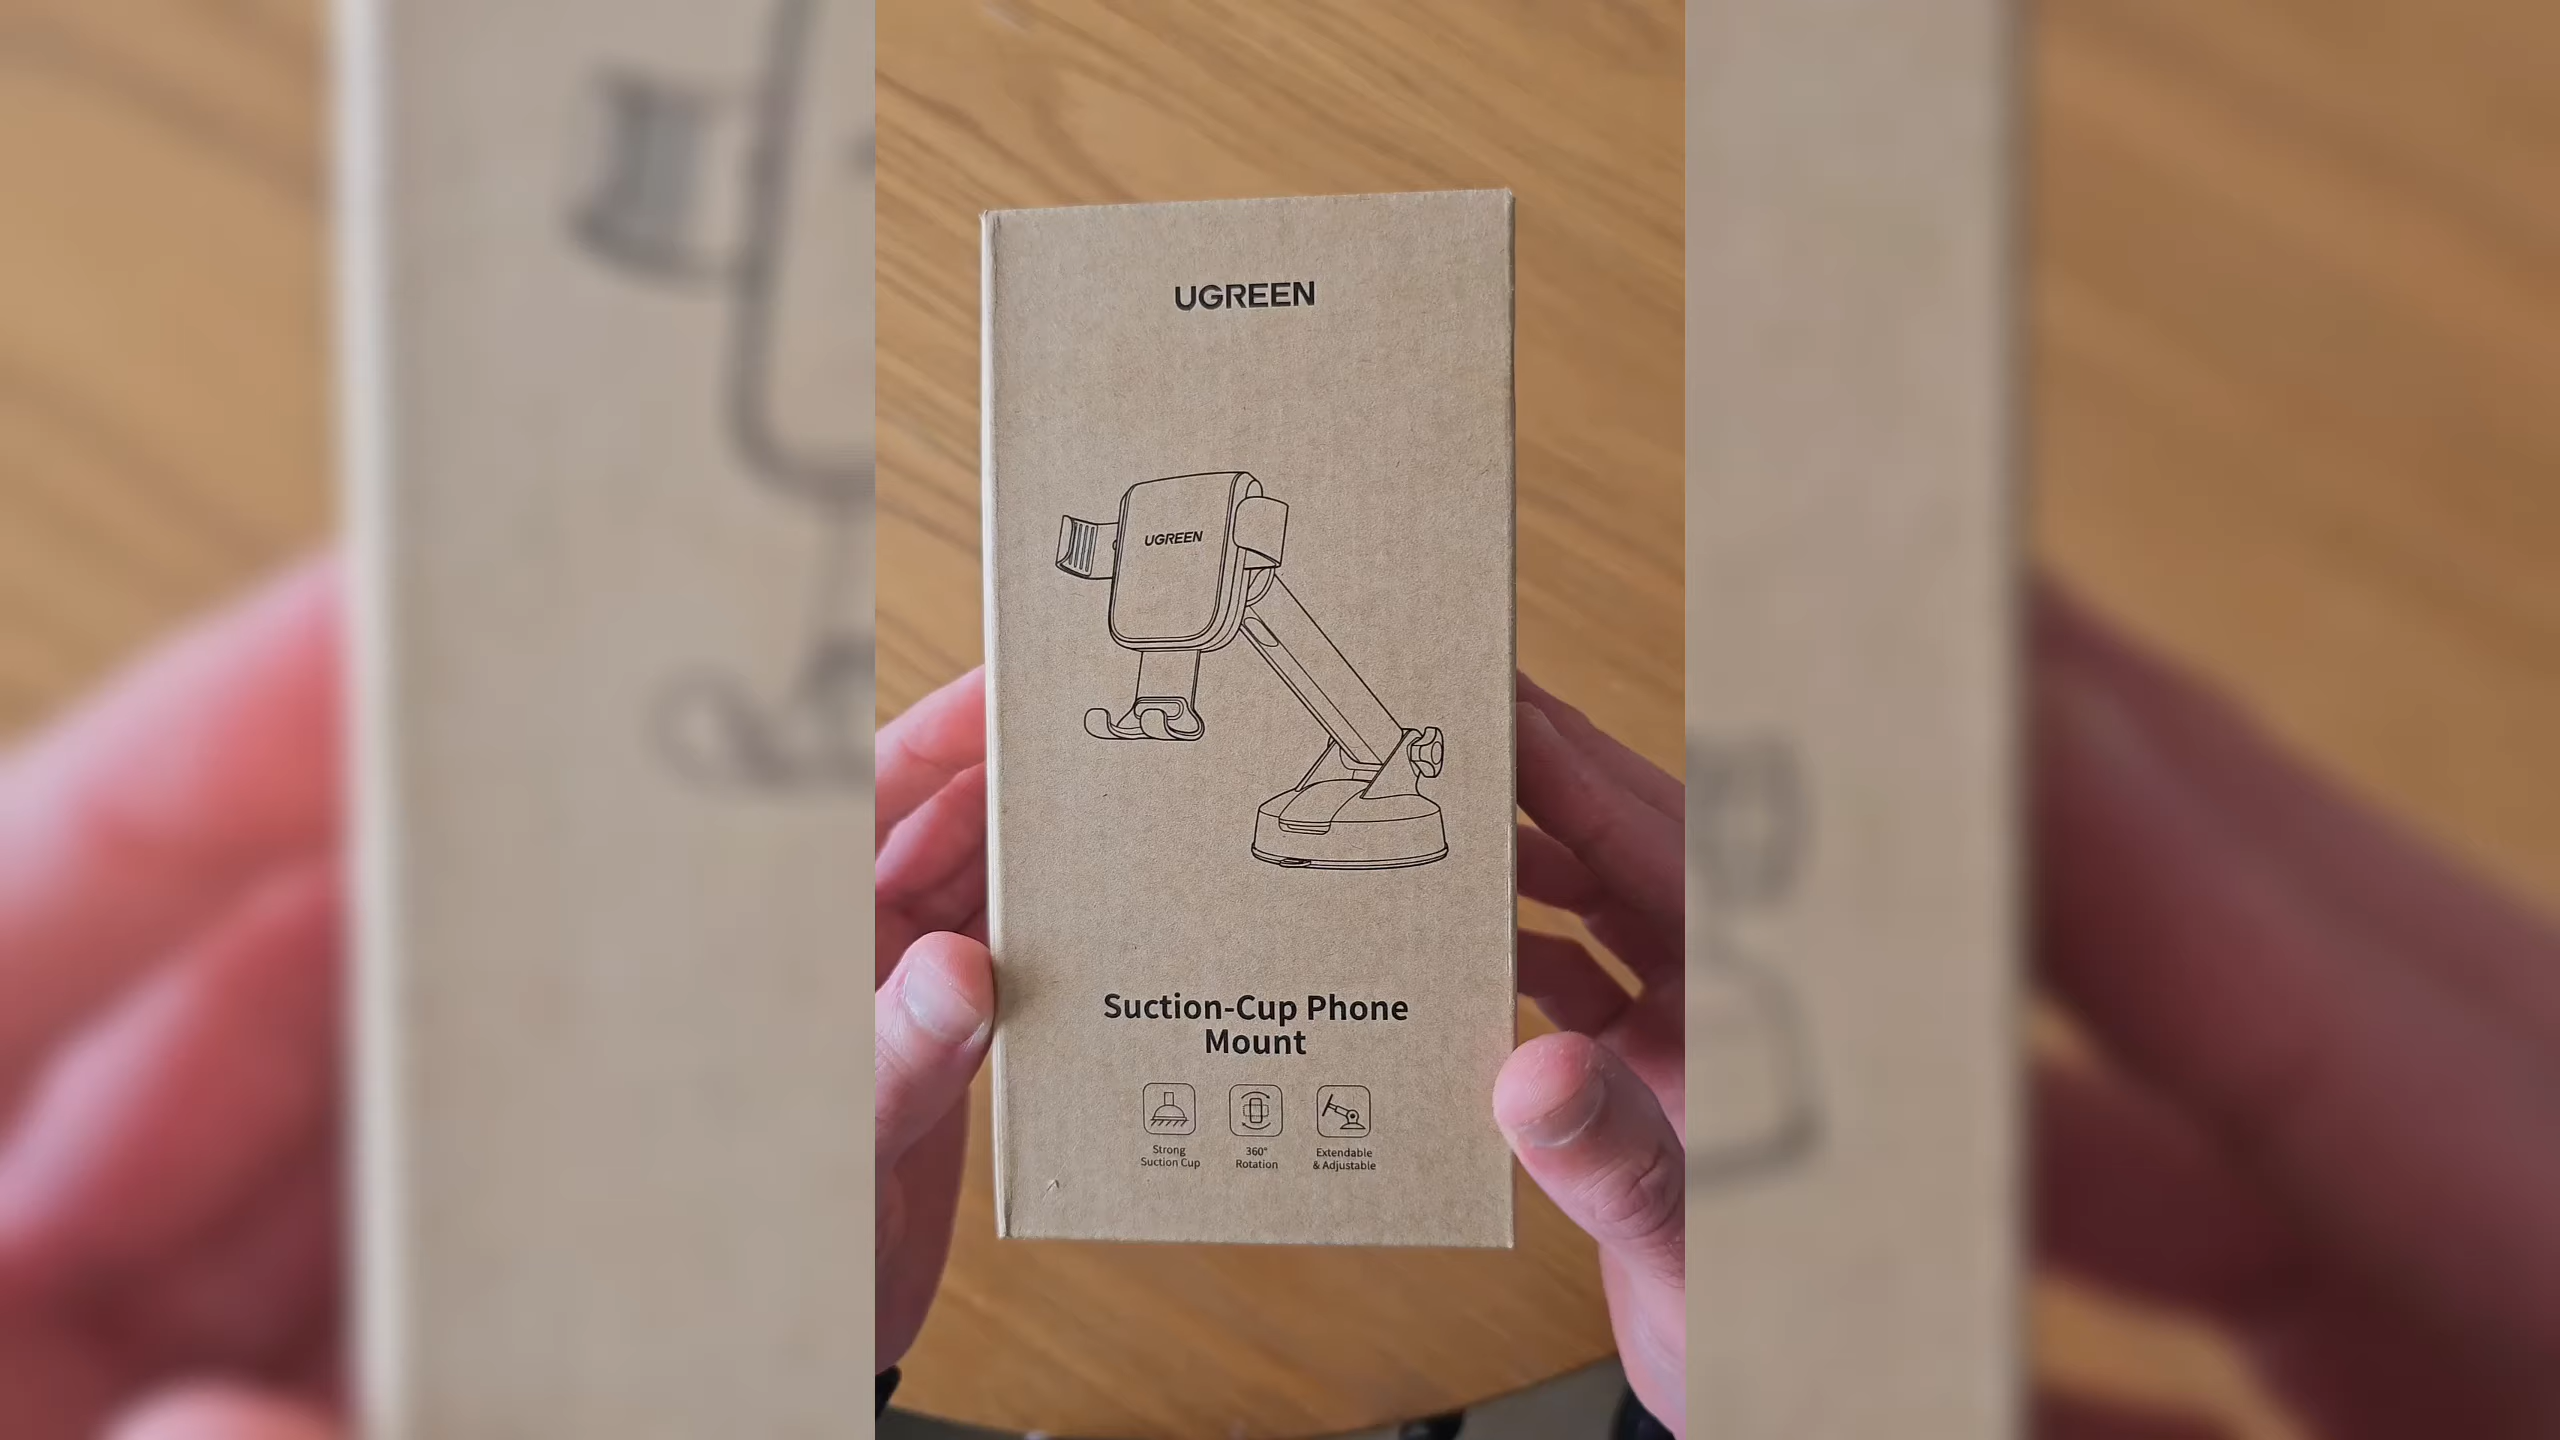 UGREEN
UGREEN
Suction-Cup Phone
Mount
Strong
Suction Cup
360°
Rotation
Extendable
& Adjustable